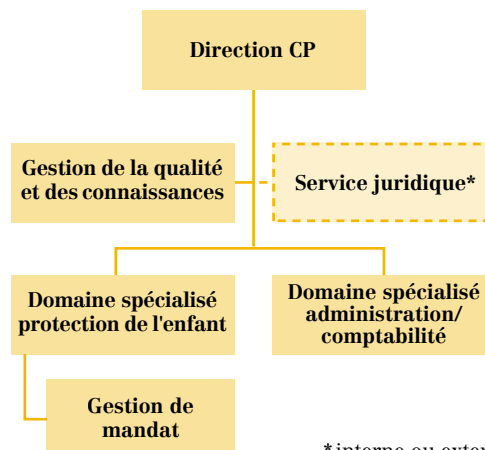 Direction CP
Gestion de la qualité
et des connaissances
Service juridique*
Domaine spécialisé
protection de l'enfant
Domaine spécialisé
administration/
comptabilité
Gestion de
mandat
*interne ou